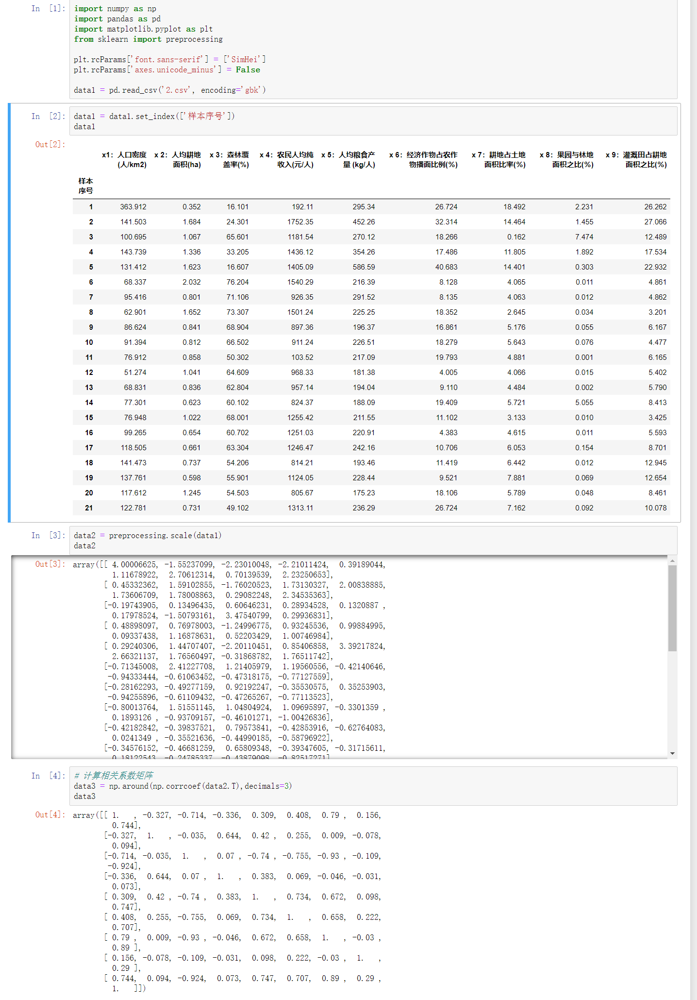 In [1]:
import numpy as np
import pandas as pd
import matplotlib.pyplot as plt
from sklearn import preprocessing
plt.rcParams['font.sans-serif'] = ['SimHei']
plt.rcParams['axes.unicode_minus'] = False
data1 = pd.read_csv('2.csv', encoding='gbk')
In [2]:
data1 = data1.set_index(['样本序号'])
data1
Out[2]:
x1：人口密度 x 2：人均耕地 x 3：森林覆 x 4：农民人均纯 x 5：人均粮食产 x 6：经济作物占农作 x 7：耕地占土地 x 8：果园与林地 x 9：灌溉田占耕地
(人/km2) 面积(ha) 盖率(%) 收入(元/人) 量 (kg/人) 物播面比例(%) 面积比率(%) 面积之比(%) 面积之比(%)
样本
序号
1 363.912 0.352 16.101 192.11 295.34 26.724 18.492 2.231 26.262
2 141.503 1.684 24.301 1752.35 452.26 32.314 14.464 1.455 27.066
3 100.695 1.067 65.601 1181.54 270.12 18.266 0.162 7.474 12.489
4 143.739 1.336 33.205 1436.12 354.26 17.486 11.805 1.892 17.534
5 131.412 1.623 16.607 1405.09 586.59 40.683 14.401 0.303 22.932
6 68.337 2.032 76.204 1540.29 216.39 8.128 4.065 0.011 4.861
7 95.416 0.801 71.106 926.35 291.52 8.135 4.063 0.012 4.862
8 62.901 1.652 73.307 1501.24 225.25 18.352 2.645 0.034 3.201
9 86.624 0.841 68.904 897.36 196.37 16.861 5.176 0.055 6.167
10 91.394 0.812 66.502 911.24 226.51 18.279 5.643 0.076 4.477
11 76.912 0.858 50.302 103.52 217.09 19.793 4.881 0.001 6.165
12 51.274 1.041 64.609 968.33 181.38 4.005 4.066 0.015 5.402
13 68.831 0.836 62.804 957.14 194.04 9.110 4.484 0.002 5.790
14 77.301 0.623 60.102 824.37 188.09 19.409 5.721 5.055 8.413
15 76.948 1.022 68.001 1255.42 211.55 11.102 3.133 0.010 3.425
16 99.265 0.654 60.702 1251.03 220.91 4.383 4.615 0.011 5.593
17 118.505 0.661 63.304 1246.47 242.16 10.706 6.053 0.154 8.701
18 141.473 0.737 54.206 814.21 193.46 11.419 6.442 0.012 12.945
19 137.761 0.598 55.901 1124.05 228.44 9.521 7.881 0.069 12.654
20 117.612 1.245 54.503 805.67 175.23 18.106 5.789 0.048 8.461
21 122.781 0.731 49.102 1313.11 236.29 26.724 7.162 0.092 10.078
In [3]:
data2 = preprocessing.scale(data1)
data2
Out[3]:
array([[ 4.00006625, -1.55237099, -2.23010048, -2.21011424, 0.39189044,
1.11678922, 2.70612314, 0.70139539, 2.23250653],
[ 0.45332362, 1.59102855, -1.76020523, 1.73130327, 2.00838885,
1.73606709, 1.78008863, 0.29082248, 2.34535363],
[-0.19743905, 0.13496435, 0.60646231, 0.28934528, 0.1320887 ,
0.17978524, -1.50793161, 3.47540799, 0.29936831],
[ 0.48898097, 0.76978003, -1.24996775, 0.93245536, 0.99884995,
0.09337438, 1.16878631, 0.52203429, 1.00746984],
[ 0.29240306, 1.44707407, -2.20110451, 0.85406858, 3.39217824,
2.66321137, 1.76560497, -0.31868782, 1.76511742],
[-0.71345008, 2.41227708, 1.21405979, 1.19560556, -0.42140646,
-0.94333444, -0.61063452, -0.47318175, -0.77127559],
[-0.28162293, -0.49277159, 0.92192247, -0.35530575, 0.35253903,
-0.94255896, -0.61109432, -0.47265267, -0.77113523],
[-0.80013764, 1.51551145, 1.04804924, 1.09695897, -0.3301359 ,
0.1893126 , -0.93709157, -0.46101271, -1.00426836],
[-0.42182842, -0.39837521, 0.79573841, -0.42853916, -0.62764083,
0.0241349 , -0.35521636, -0.44990185, -0.58796922],
[-0.34576152, -0.46681259, 0.65809348, -0.39347605, -0.31715611,
0.18122543, -0.24785337, -0.43879098, -0.82517271]
In [4]:
# 计算相关系数矩阵
data3 = np.around(np.corrcoef(data2.T),decimals=3)
data3
Out[4]:
array([[ 1. , -0.327, -0.714, -0.336, 0.309, 0.408, 0.79 , 0.156,
0.744],
[-0.327, 1. , -0.035, 0.644, 0.42 , 0.255, 0.009, -0.078,
0.094],
[-0.714, -0.035, 1. , 0.07 , -0.74 , -0.755, -0.93 , -0.109,
-0.924],
[-0.336, 0.644, 0.07 , 1. , 0.383, 0.069, -0.046, -0.031,
0.073],
[ 0.309, 0.42 , -0.74 , 0.383, 1. , 0.734, 0.672, 0.098,
0.747],
[ 0.408, 0.255, -0.755, 0.069, 0.734, 1. , 0.658, 0.222,
0.707],
[ 0.79 , 0.009, -0.93 , -0.046, 0.672, 0.658, 1. , -0.03 ,
0.89 ],
[ 0.156, -0.078, -0.109, -0.031, 0.098, 0.222, -0.03 , 1. ,
0.29 ],
[ 0.744, 0.094, -0.924, 0.073, 0.747, 0.707, 0.89 , 0.29 ,
1. ]])